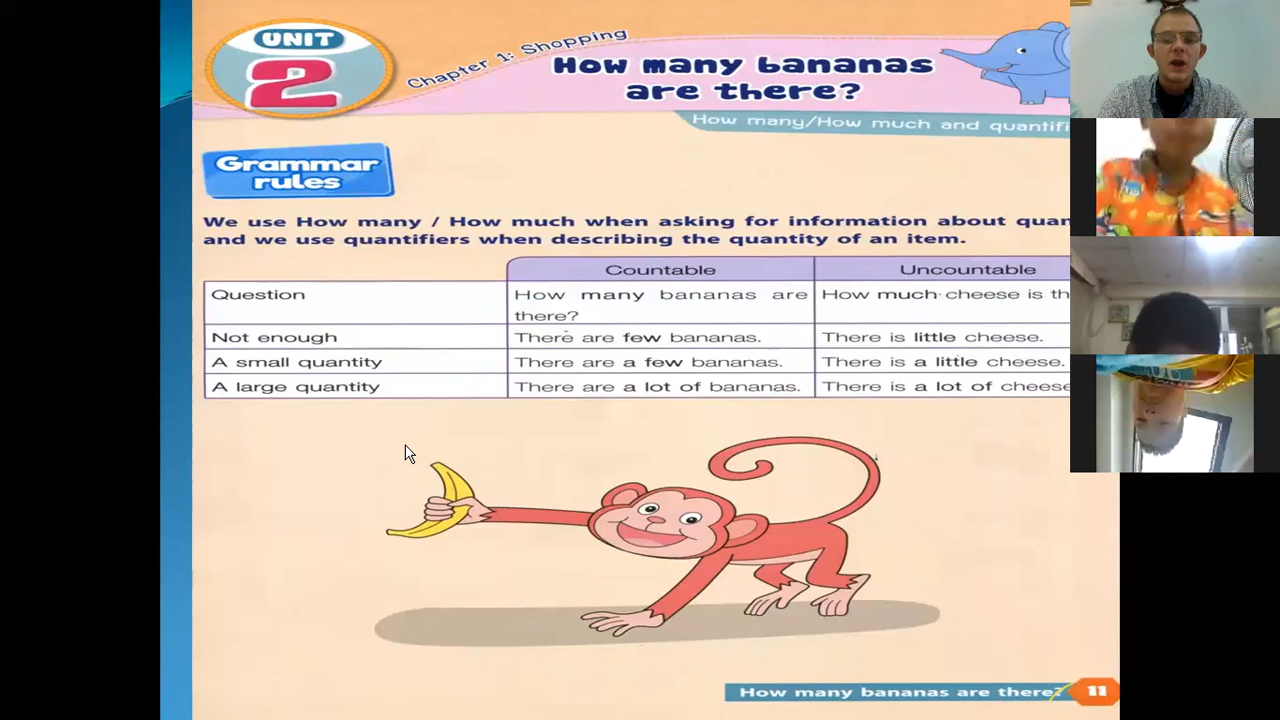 UNIT
2
Chapter 1: Shopping
How many bananas
are there?
How many/How much and
Grammar
rules
We use How many / How much when asking for information about
and we use quantifiers when describing the quantity of an item.
Countable Uncountable
Question How many bananas are there? How much cheese is
Not enough There are few bananas. There is little cheese.
A small quantity There are a few bananas. There is a little cheese.
A large quantity There are a lot of bananas. There is a lot of cheese
How many bananas are there? 11